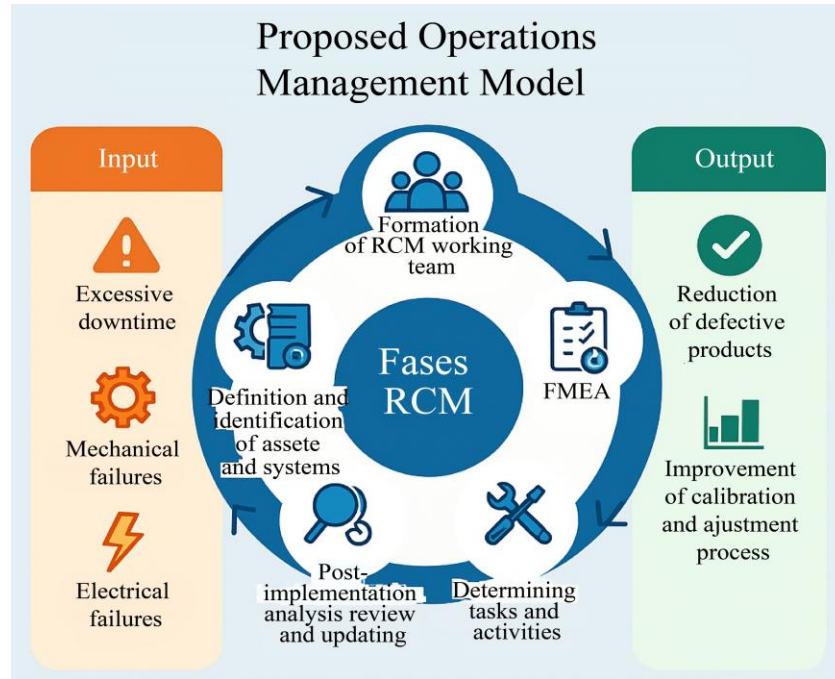 Proposed Operations
Management Model
Input
Excessive
downtime
Mechanical
failures
Electrical
failures
Formation
of RCM working
team
FMEA
Determining
tasks and
activities
Post-
implementation
analysis review
and updating
Definition and
identification
of assete
and systems
Fases
RCM
Output
Reduction
of defective
products
Improvement
of calibration
and ajustment
process